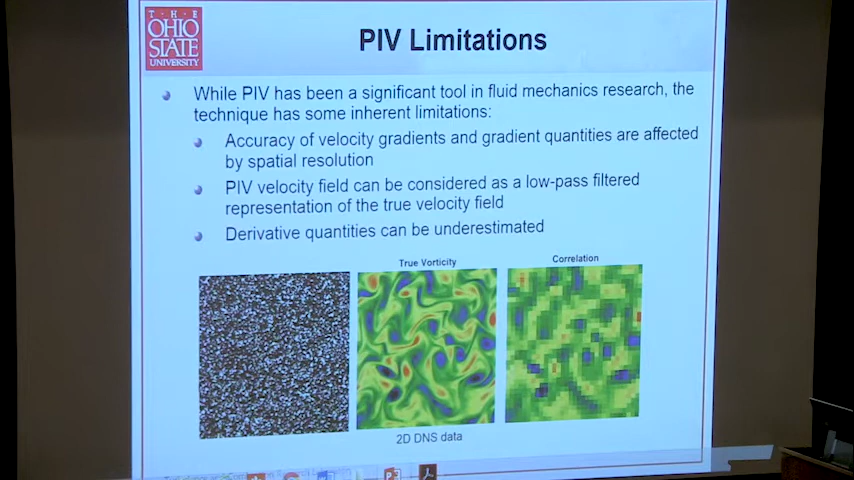 T·H·E
OHIO
STATE
UNIVERSITY
PIV Limitations
While PIV has been a significant tool in fluid mechanics research, the
technique has some inherent limitations:
Accuracy of velocity gradients and gradient quantities are affected
by spatial resolution
PIV velocity field can be considered as a low-pass filtered
representation of the true velocity field
Derivative quantities can be underestimated
True Vorticity
Correlation
2D DNS data